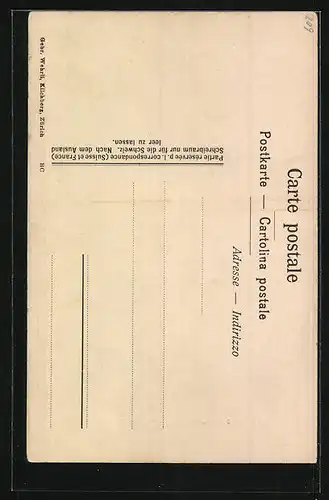 Carte postale
Postkarte — Cartolina postale
Adresse — Indirizzo
Partie réservée p. l. correspondance (Suisse et France)
Schreibraum nur für die Schweiz. Nach dem Ausland
leer zu lassen.
Gebr. Wehrli, Kilchberg, Zürich
209